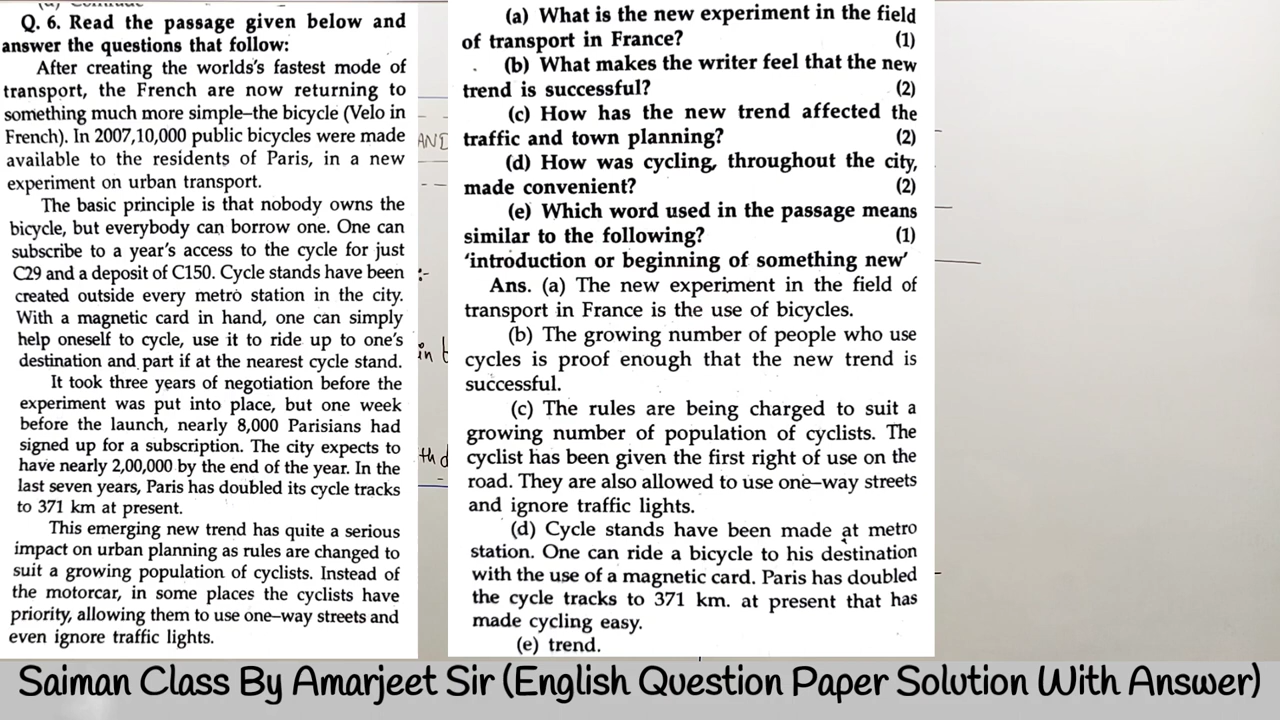 Q. 6. Read the passage given below and
answer the questions that follow:
After creating the worlds's fastest mode of
transport, the French are now returning to
something much more simple–the bicycle (Velo in
French). In 2007,10,000 public bicycles were made
available to the residents of Paris, in a new
experiment on urban transport.
The basic principle is that nobody owns the
bicycle, but everybody can borrow one. One can
subscribe to a year's access to the cycle for just
C29 and a deposit of C150. Cycle stands have been
created outside every metro station in the city.
With a magnetic card in hand, one can simply
help oneself to cycle, use it to ride up to one's
destination and part if at the nearest cycle stand.
It took three years of negotiation before the
experiment was put into place, but one week
before the launch, nearly 8,000 Parisians had
signed up for a subscription. The city expects to
have nearly 2,00,000 by the end of the year. In the
last seven years, Paris has doubled its cycle tracks
to 371 km at present.
This emerging new trend has quite a serious
impact on urban planning as rules are changed to
suit a growing population of cyclists. Instead of
the motorcar, in some places the cyclists have
priority, allowing them to use one–way streets and
even ignore traffic lights.
(a) What is the new experiment in the field
of transport in France? (1)
(b) What makes the writer feel that the new
trend is successful? (2)
(c) How has the new trend affected the
traffic and town planning? (2)
(d) How was cycling, throughout the city,
made convenient? (2)
(e) Which word used in the passage means
similar to the following? (1)
'introduction or beginning of something new'
Ans. (a) The new experiment in the field of
transport in France is the use of bicycles.
(b) The growing number of people who use
cycles is proof enough that the new trend is
successful.
(c) The rules are being charged to suit a
growing number of population of cyclists. The
cyclist has been given the first right of use on the
road. They are also allowed to use one–way streets
and ignore traffic lights.
(d) Cycle stands have been made at metro
station. One can ride a bicycle to his destination
with the use of a magnetic card. Paris has doubled
the cycle tracks to 371 km. at present that has
made cycling easy.
(e) trend.
Saiman Class By Amarjeet Sir (English Question Paper Solution With Answer)